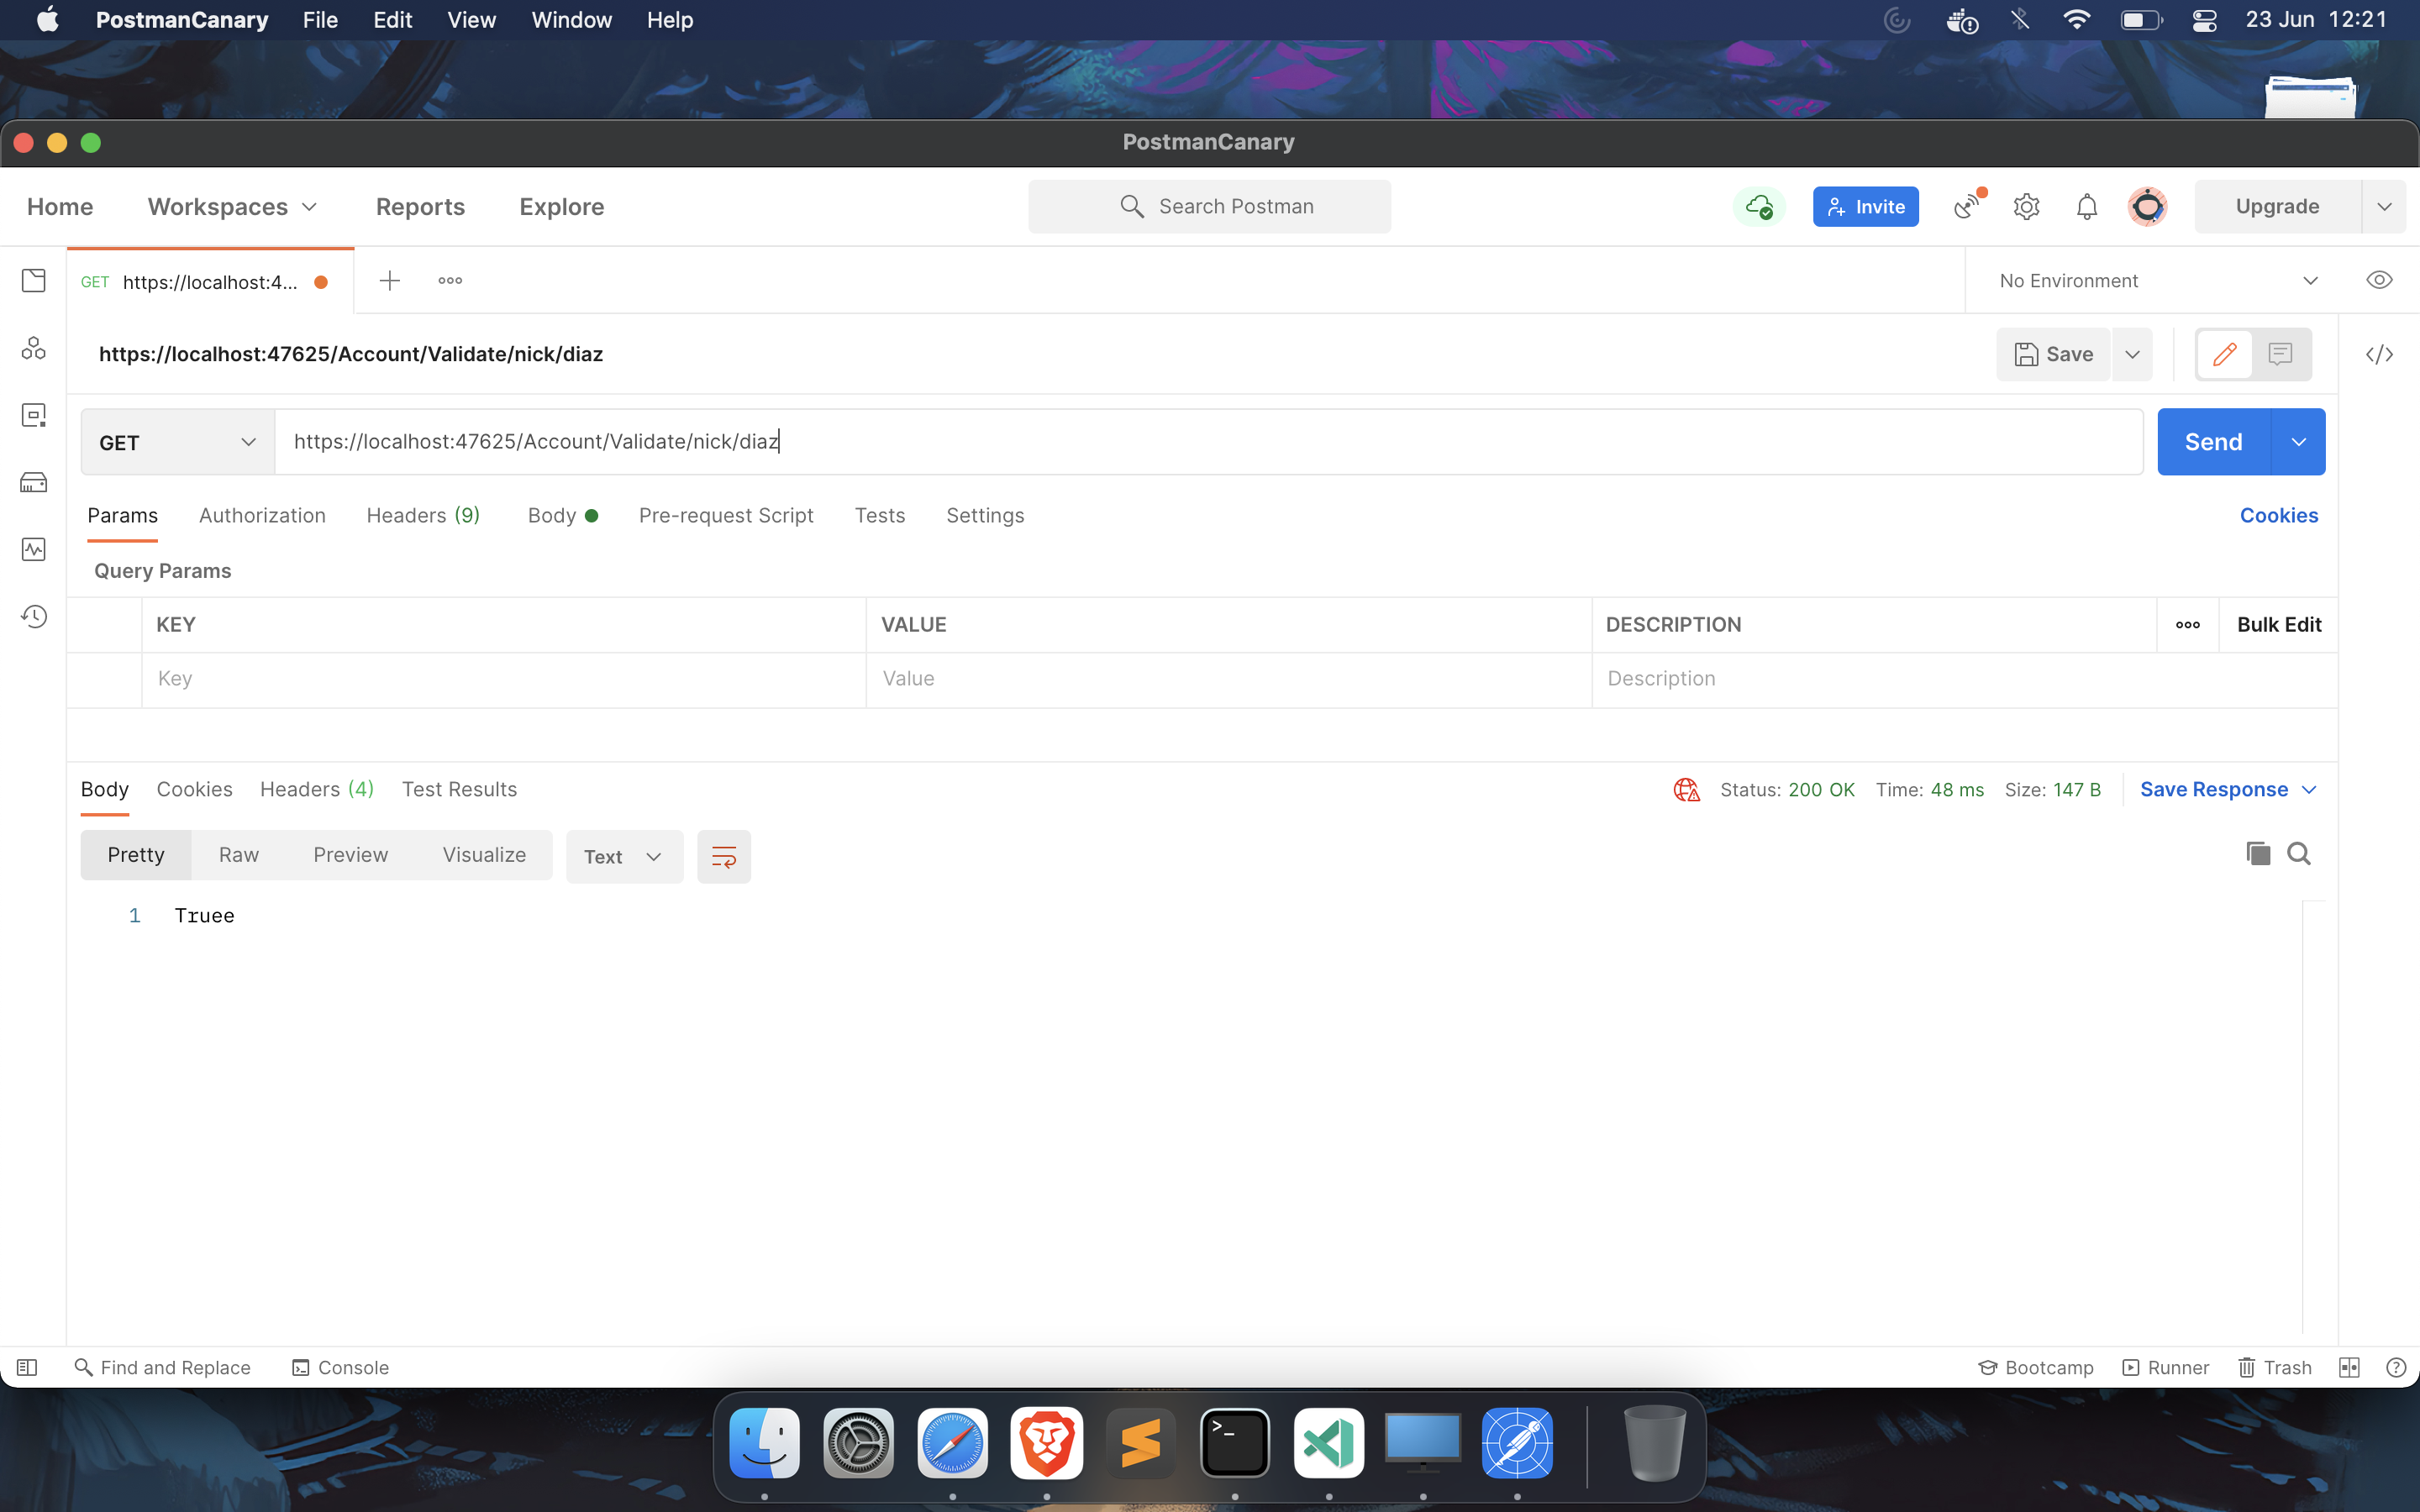 PostmanCanary File Edit View Window Help 23 Jun 12:21
PostmanCanary
Home Workspaces Reports Explore Search Postman Invite Upgrade
GET https://localhost:4... No Environment
https://localhost:47625/Account/Validate/nick/diaz Save
GET https://localhost:47625/Account/Validate/nick/diaz Send
Params Authorization Headers (9) Body Pre-request Script Tests Settings Cookies
Query Params
KEY VALUE DESCRIPTION Bulk Edit
Key Value Description
Body Cookies Headers (4) Test Results Status: 200 OK Time: 48 ms Size: 147 B Save Response
Pretty Raw Preview Visualize Text
1 Truee
Find and Replace Console Bootcamp Runner Trash